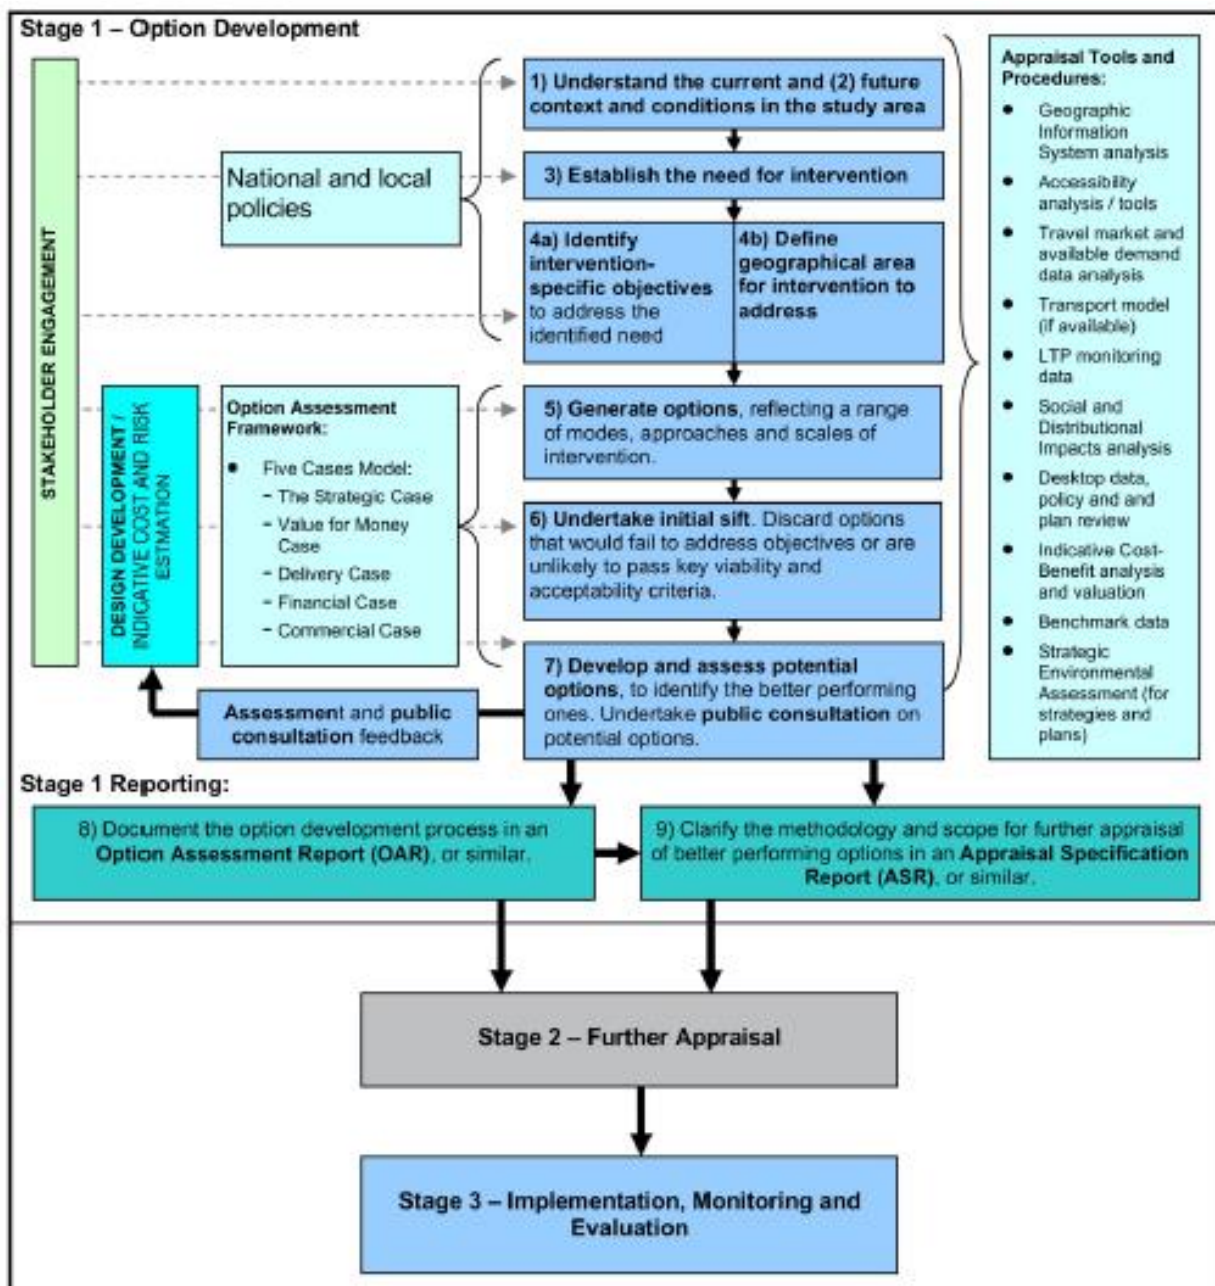 Stage 1 – Option Development
STAKEHOLDER ENGAGEMENT
National and local
policies
1) Understand the current and (2) future
context and conditions in the study area
3) Establish the need for intervention
4a) Identify
intervention-
specific objectives
to address the
identified need
4b) Define
geographical area
for intervention to
address
DESIGN DEVELOPMENT /
INDICATIVE COST AND RISK
ESTMATION
Option Assessment
Framework:
● Five Cases Model:
− The Strategic Case
− Value for Money
Case
− Delivery Case
− Financial Case
− Commercial Case
5) Generate options, reflecting a range
of modes, approaches and scales of
intervention.
6) Undertake initial sift. Discard options
that would fail to address objectives or are
unlikely to pass key viability and
acceptability criteria.
7) Develop and assess potential
options, to identify the better performing
ones. Undertake public consultation on
potential options.
Assessment and public
consultation feedback
Appraisal Tools and
Procedures:
● Geographic
Information
System analysis
● Accessibility
analysis / tools
● Travel market and
available demand
data analysis
● Transport model
(if available)
● LTP monitoring
data
● Social and
Distributional
Impacts analysis
● Desktop data,
policy and and
plan review
● Indicative Cost-
Benefit analysis
and valuation
● Benchmark data
● Strategic
Environmental
Assessment (for
strategies and
plans)
Stage 1 Reporting:
8) Document the option development process in an
Option Assessment Report (OAR), or similar.
9) Clarify the methodology and scope for further appraisal
of better performing options in an Appraisal Specification
Report (ASR), or similar.
Stage 2 – Further Appraisal
Stage 3 – Implementation, Monitoring and
Evaluation